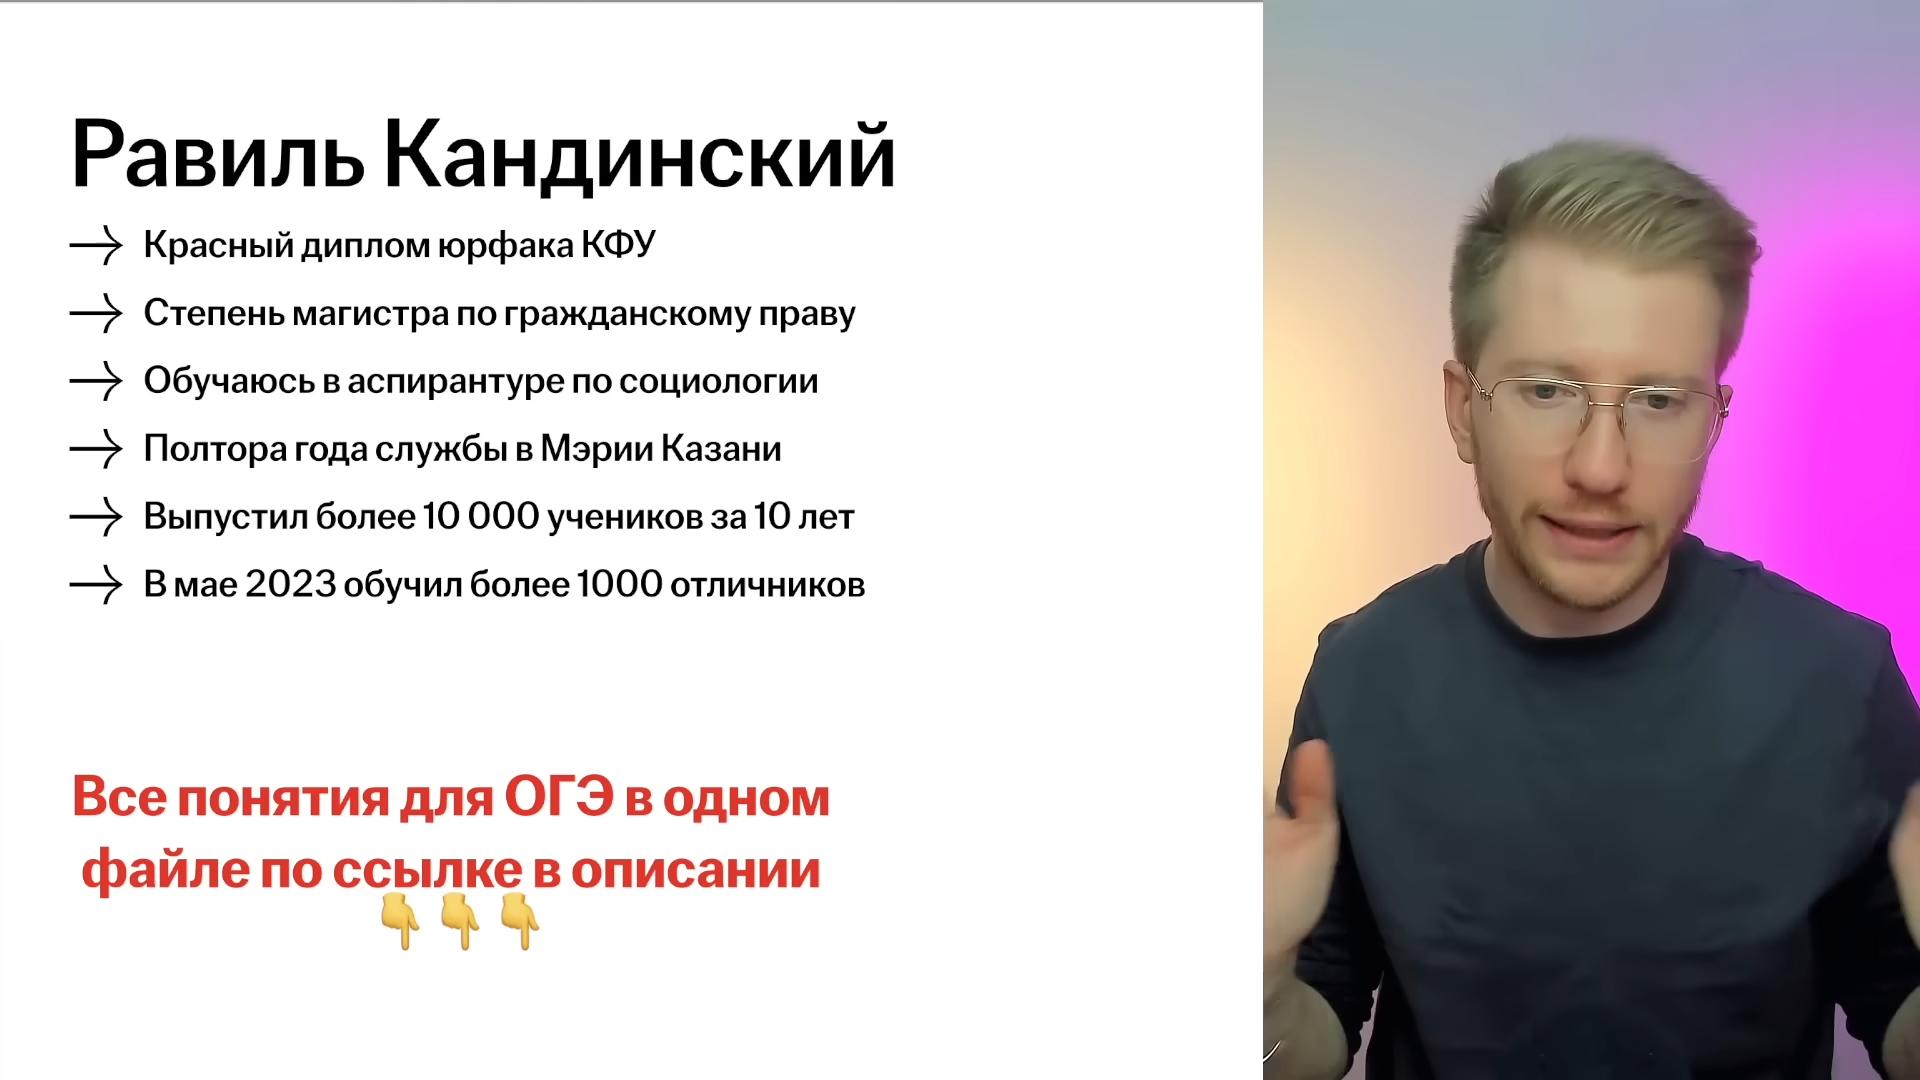 Равиль Кандинский
Красный диплом юрфака КФУ
Степень магистра по гражданскому праву
Обучаюсь в аспирантуре по социологии
Полтора года службы в Мэрии Казани
Выпустил более 10 000 учеников за 10 лет
В мае 2023 обучил более 1000 отличников
Все понятия для ОГЭ в одном
файле по ссылке в описании